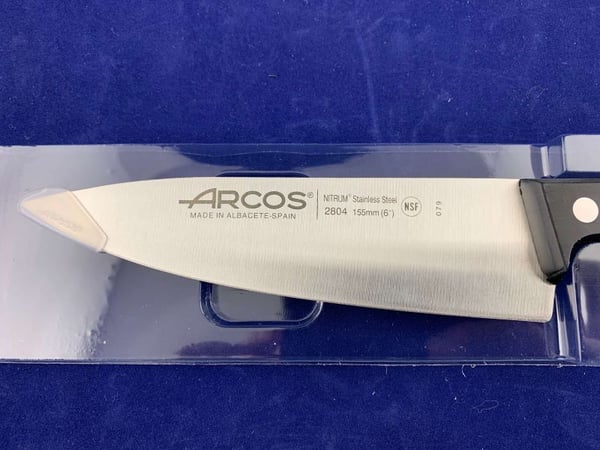 ARCOS®
MADE IN ALBACETE-SPAIN
NITRUM® Stainless Steel
2804 155mm (6")
NSF
079